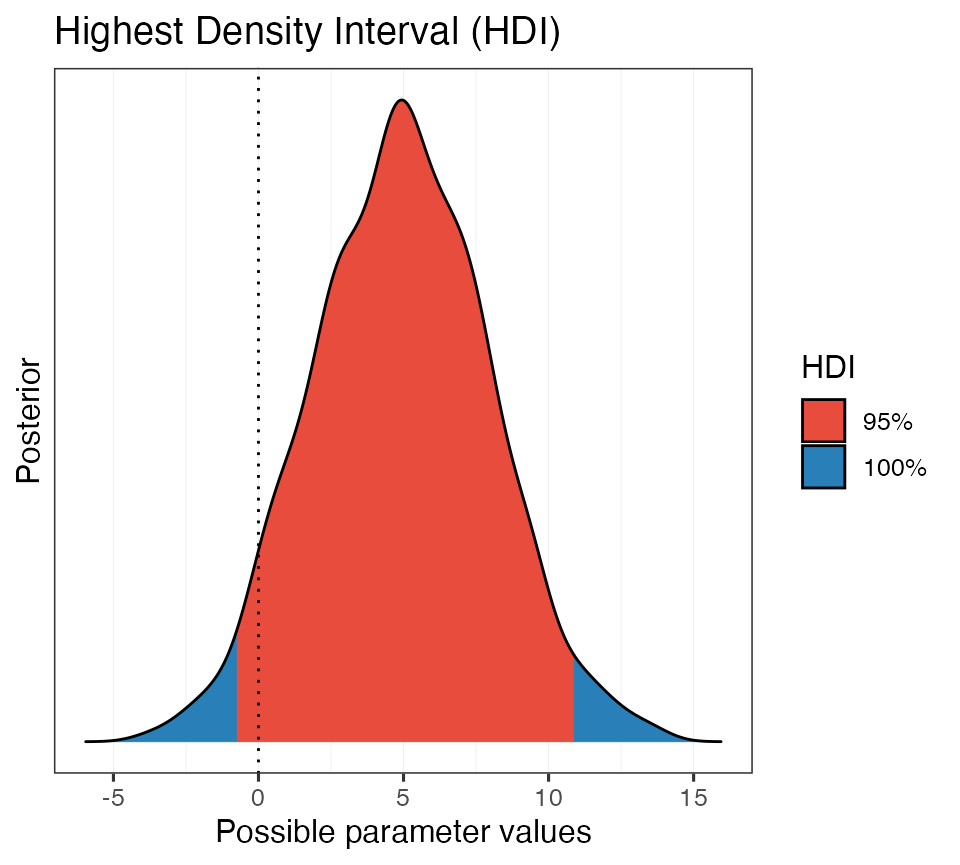 Highest Density Interval (HDI)
Posterior
HDI
95%
100%
-5 0 5 10 15
Possible parameter values